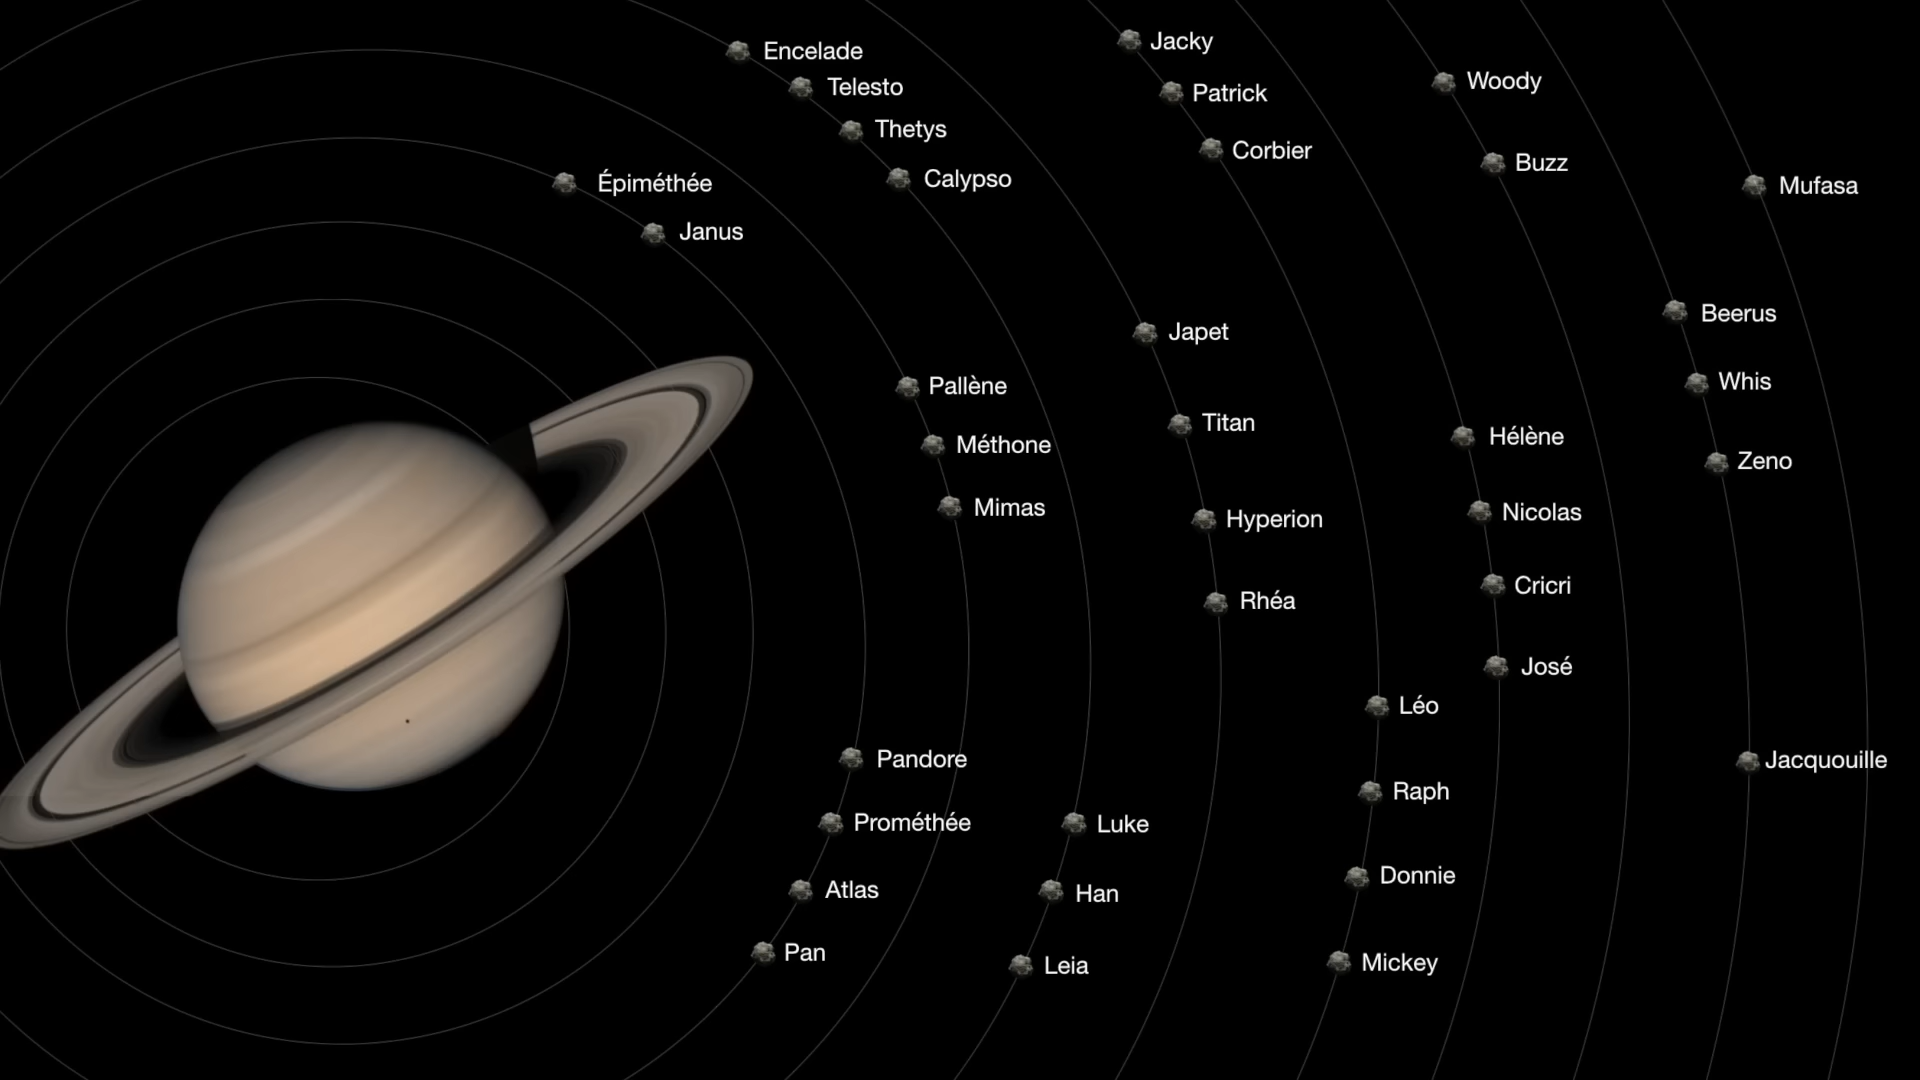 Encelade
Telesto
Thetys
Calypso
Épiméthée
Janus
Jacky
Patrick
Corbier
Woody
Buzz
Mufasa
Japet
Titan
Hyperion
Rhéa
Pallène
Méthone
Mimas
Beerus
Whis
Zeno
Hélène
Nicolas
Cricri
José
Léo
Raph
Donnie
Mickey
Jacquouille
Pandore
Prométhée
Atlas
Pan
Luke
Han
Leia